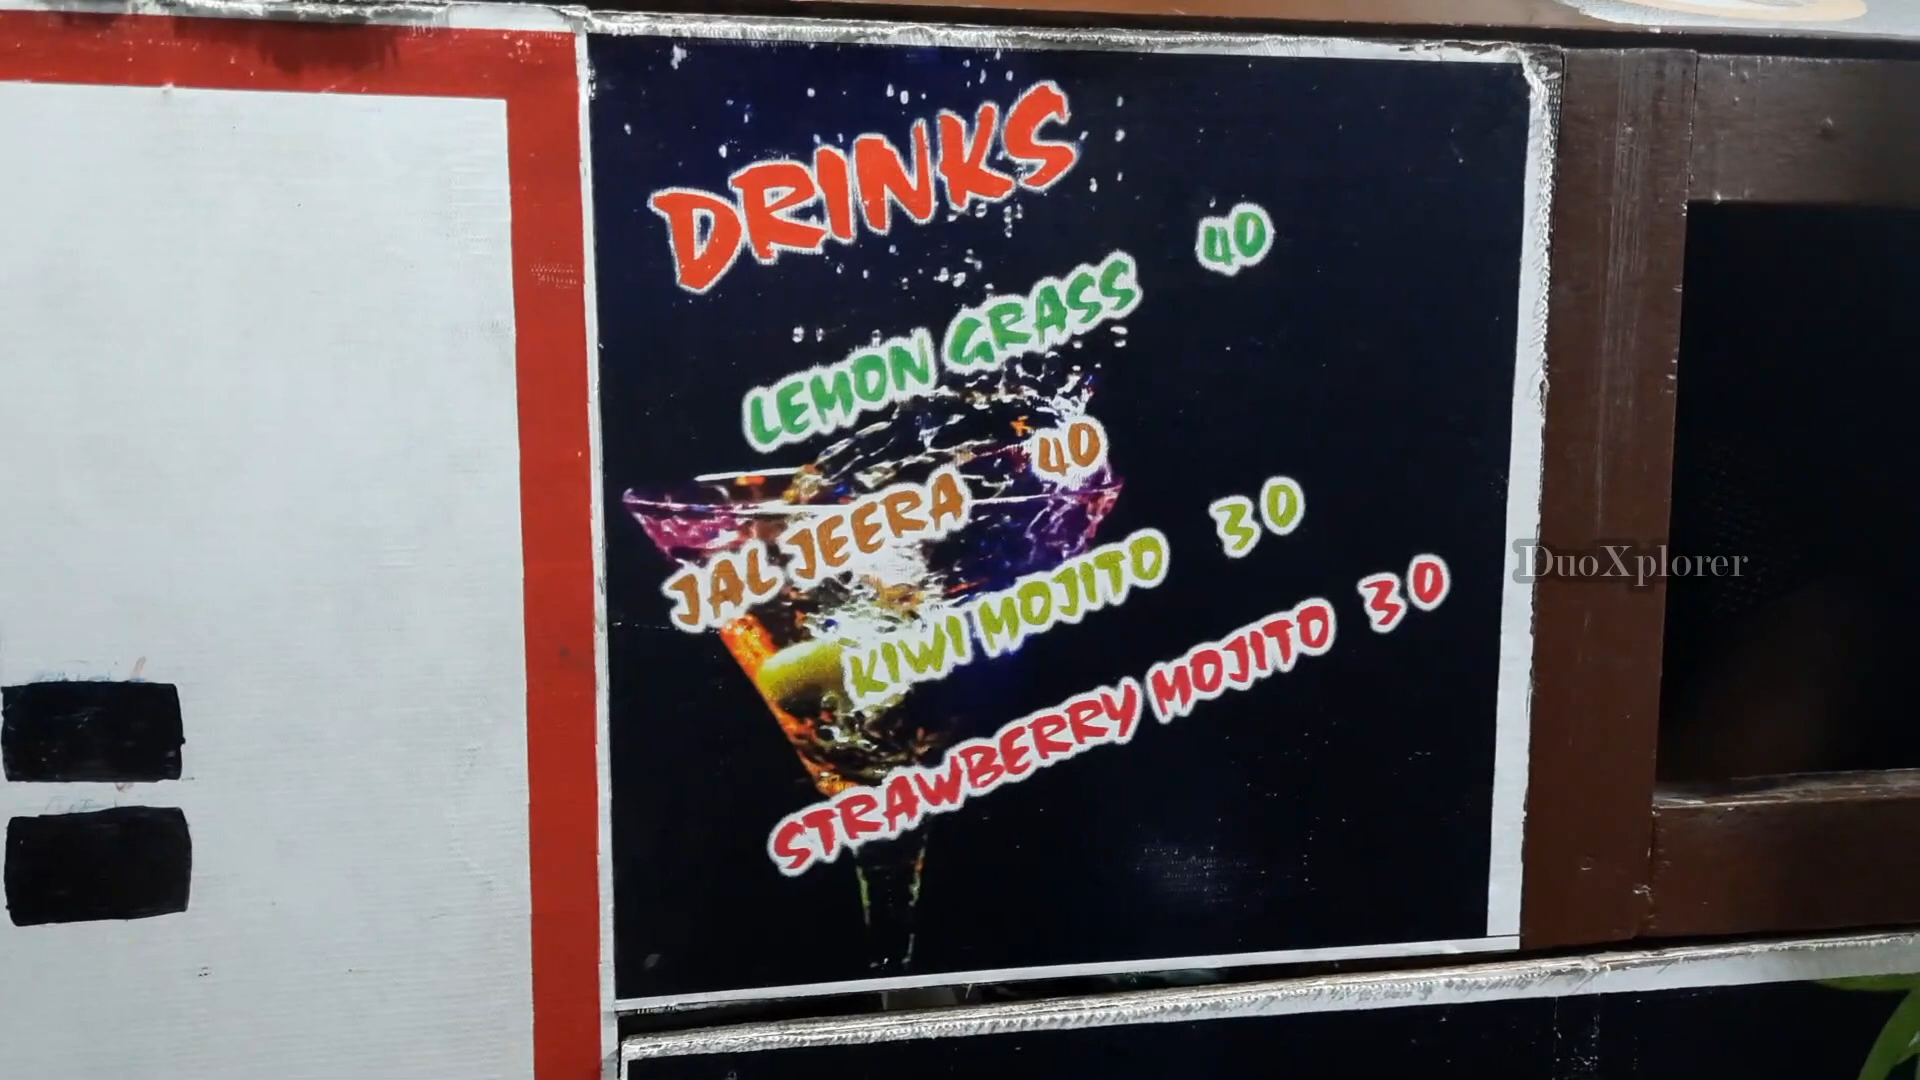 DRINKS
LEMON GRASS 40
JAL JEERA 40
KIWI MOJITO 30
STRAWBERRY MOJITO 30
DuoXplorer